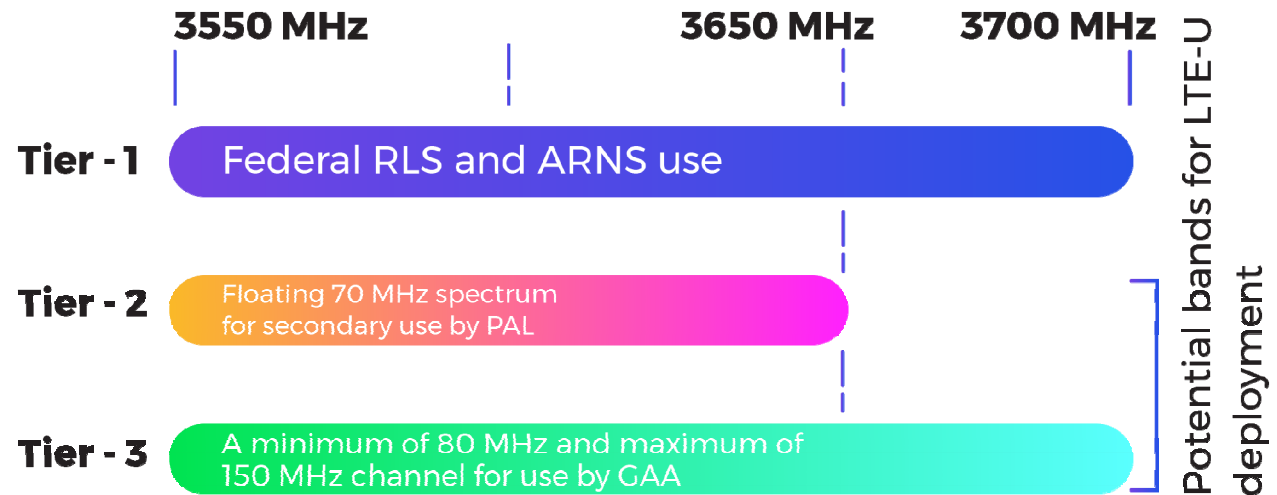 3550 MHz
3650 MHz
3700 MHz
Tier - 1
Federal RLS and ARNS use
Tier - 2
Floating 70 MHz spectrum
for secondary use by PAL
Tier - 3
A minimum of 80 MHz and maximum of
150 MHz channel for use by GAA
Potential bands for LTE-U
deployment